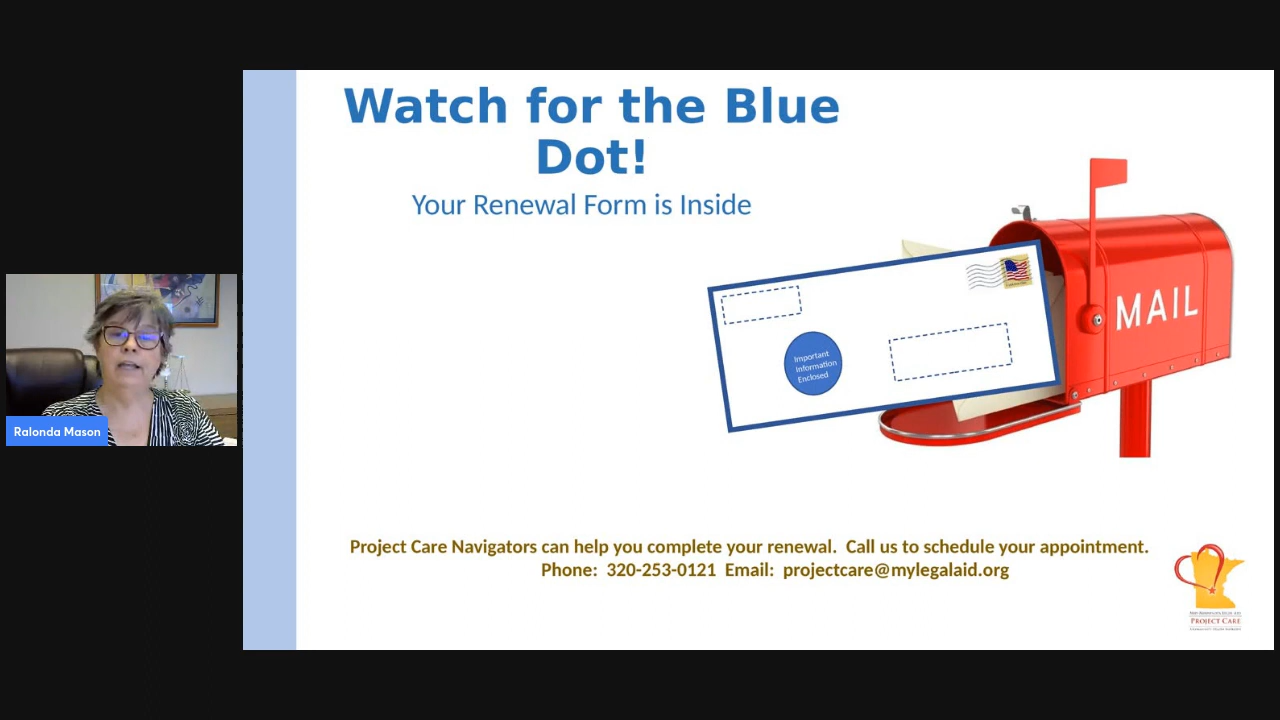 Watch for the Blue
Dot!
Your Renewal Form is Inside
MAIL
Important
Information
Enclosed
Ralonda Mason
Project Care Navigators can help you complete your renewal.  Call us to schedule your appointment.
Phone:  320-253-0121  Email:  projectcare@mylegalaid.org
PROJECT CARE